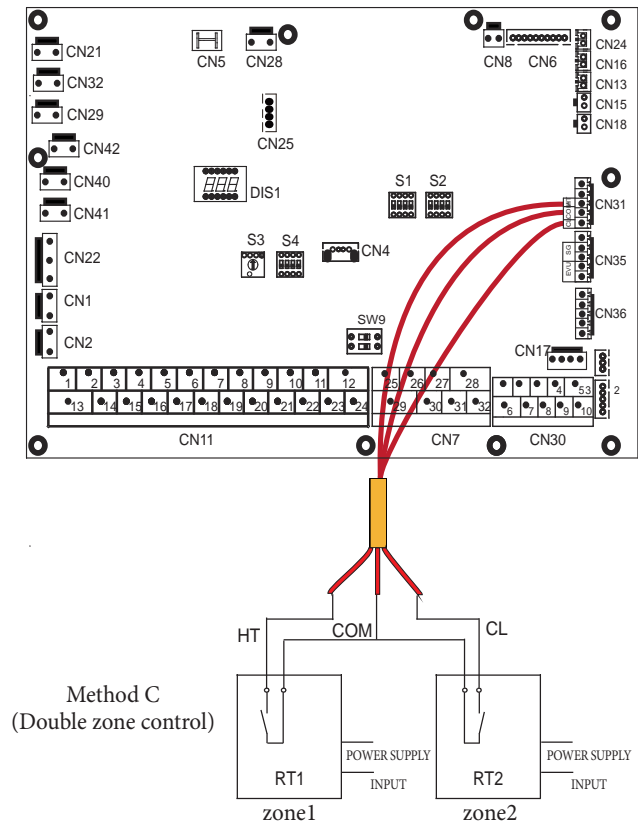 CN21
CN5
CN28
CN8 CN6
CN24
CN32
CN16
CN13
CN29
CN15
CN25
CN18
CN42
CN40
DIS1
S1 S2
CN41
CN31
CN22
S3 S4
CN4
SG
EVU
CN35
CN1
CN36
CN2
SW9
CN17
1 2 3 4 5 6 7 8 9 10 11 12
25 26 27 28
4 53
2
13 14 15 16 17 18 19 20 21 22 23 24
29 30 31 32
6 7 8 9 10
CN11
CN7
CN30
HT
COM
CL
Method C
(Double zone control)
POWER SUPPLY
INPUT
RT1
POWER SUPPLY
INPUT
RT2
zone1
zone2